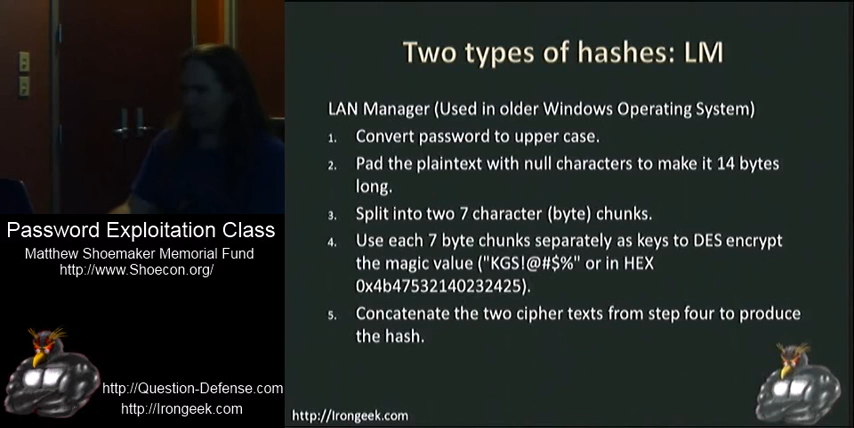 Two types of hashes: LM
LAN Manager (Used in older Windows Operating System)
1. Convert password to upper case.
2. Pad the plaintext with null characters to make it 14 bytes
long.
3. Split into two 7 character (byte) chunks.
4. Use each 7 byte chunks separately as keys to DES encrypt
the magic value ("KGS!@#$%" or in HEX
0x4b47532140232425).
5. Concatenate the two cipher texts from step four to produce
the hash.
http://Irongeek.com
Password Exploitation Class
Matthew Shoemaker Memorial Fund
http://www.Shoecon.org/
http://Question-Defense.com
http://Irongeek.com